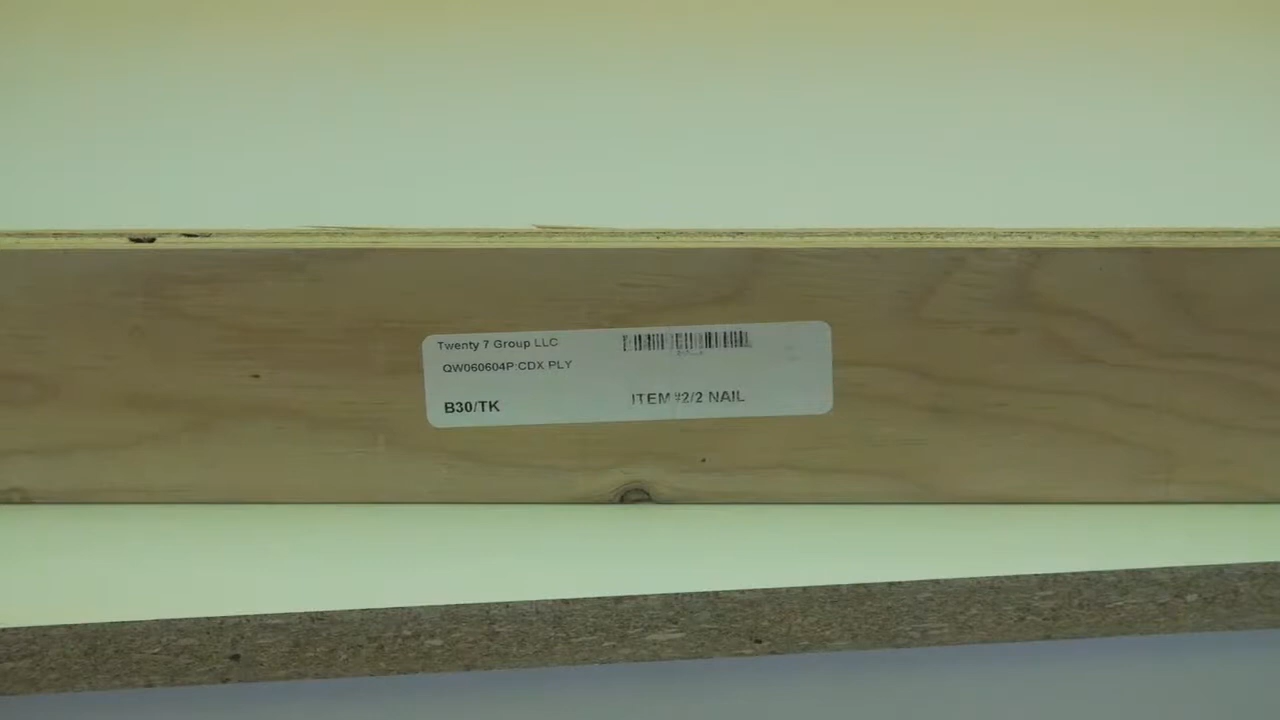 Twenty 7 Group LLC
QW060604P:CDX PLY
B30/TK
ITEM #2/2 NAIL